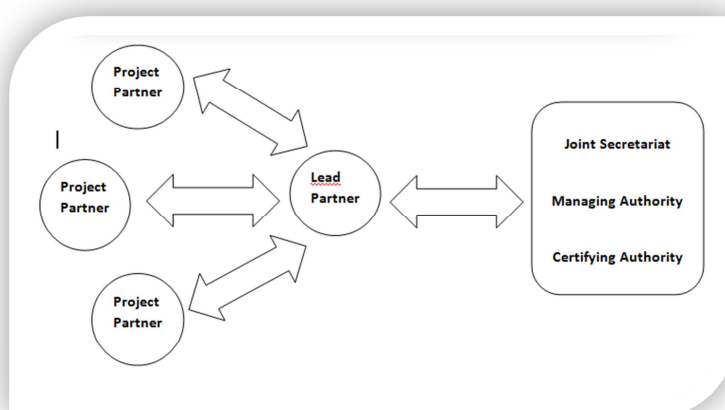 Project
Partner
Project
Partner
Project
Partner
Lead
Partner
Joint Secretariat
Managing Authority
Certifying Authority